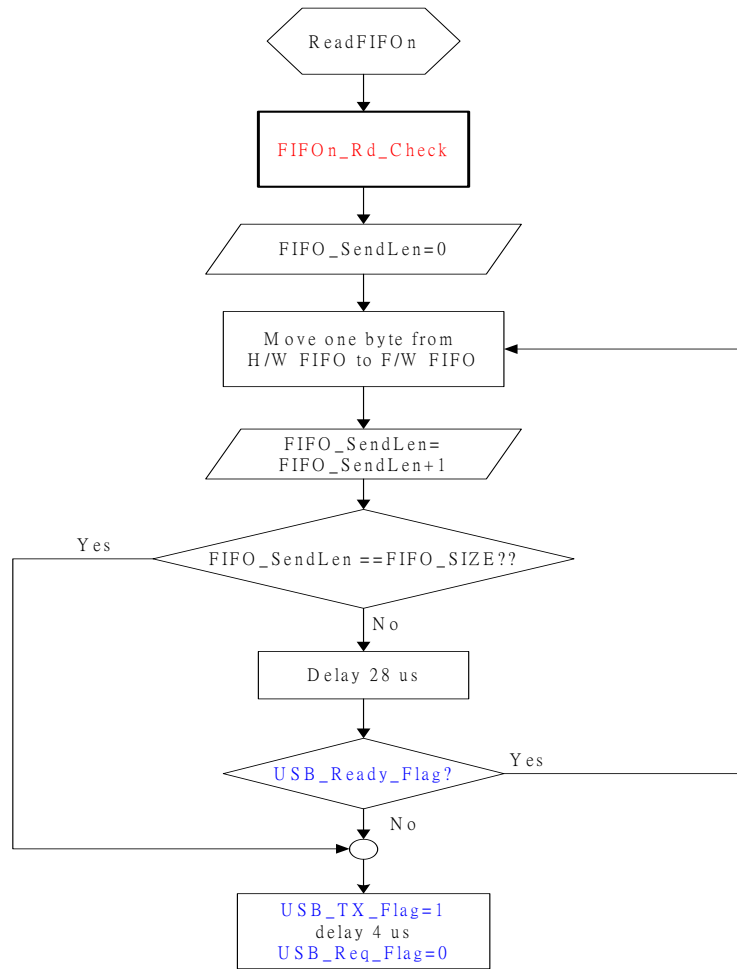 ReadFIFOn
FIFOn_Rd_Check
FIFO_SendLen=0
Move one byte from
H/W FIFO to F/W FIFO
FIFO_SendLen=
FIFO_SendLen+1
Yes
FIFO_SendLen ==FIFO_SIZE??
No
Delay 28 us
USB_Ready_Flag?
Yes
No
USB_TX_Flag=1
delay 4 us
USB_Req_Flag=0